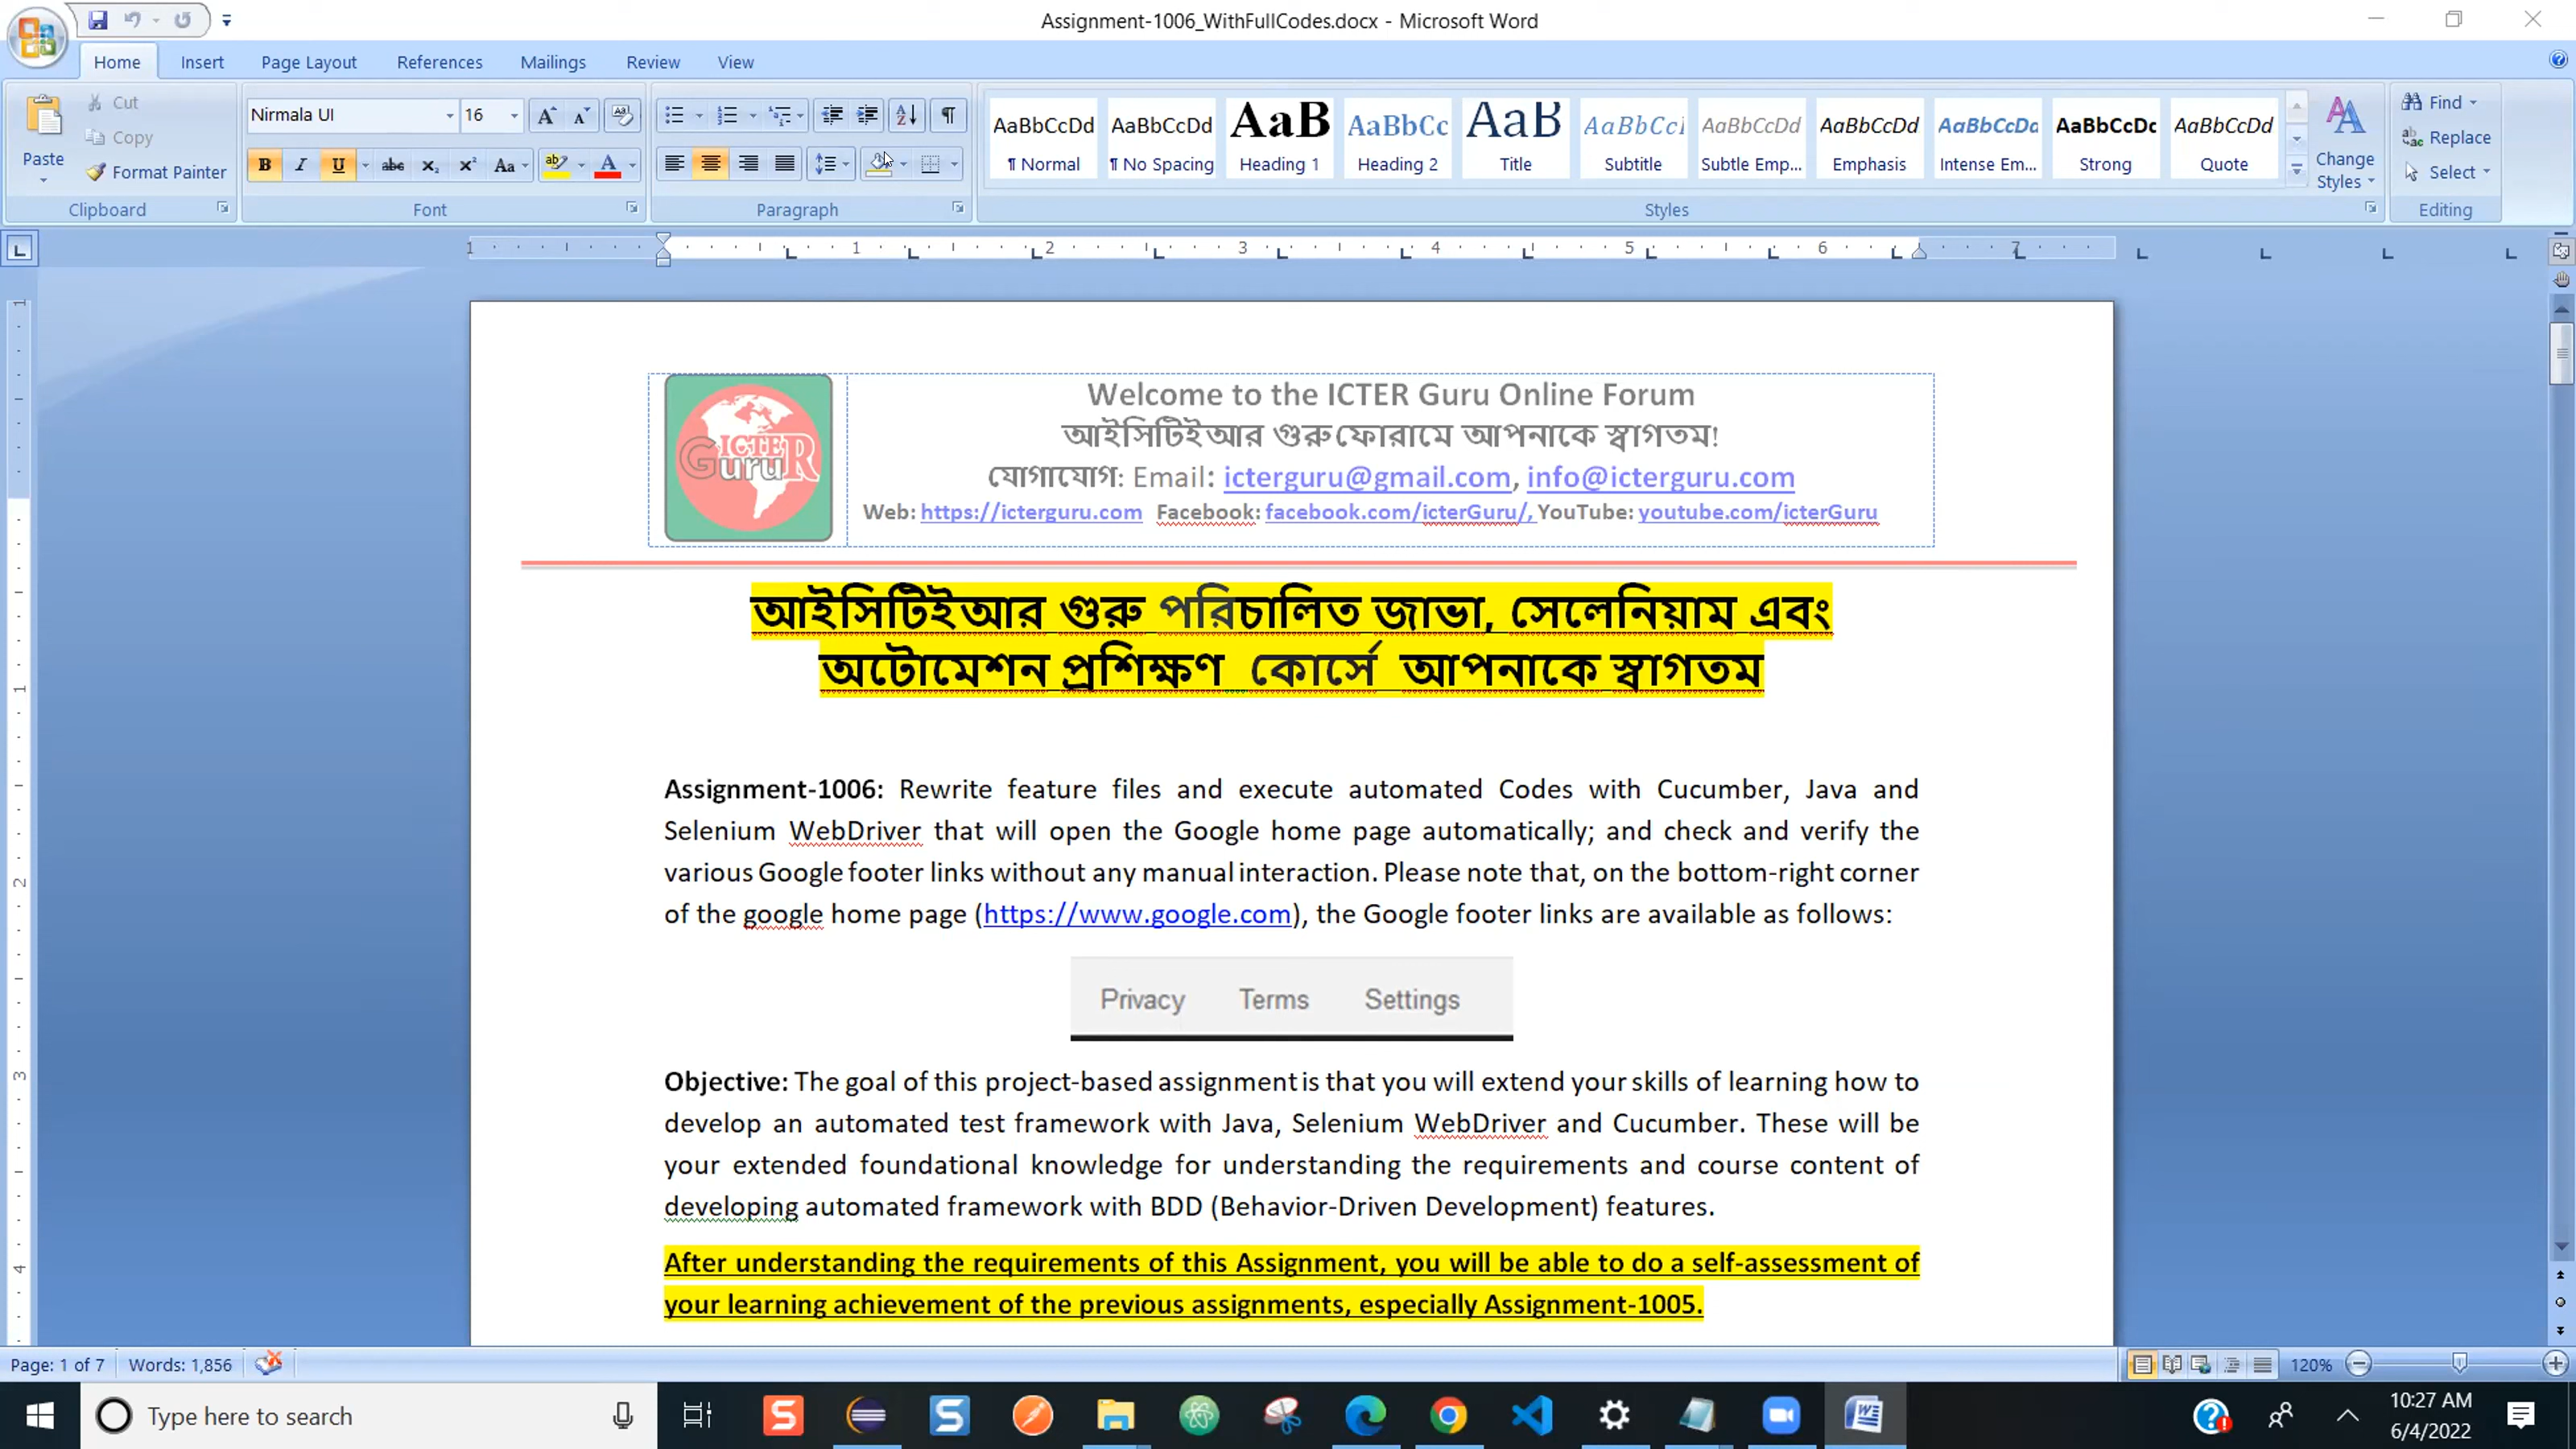 Assignment-1006_WithFullCodes.docx - Microsoft Word
Home Insert Page Layout References Mailings Review View
Paste
Cut
Copy
Format Painter
Clipboard
Nirmala UI 16
Font
Paragraph
AaBbCcDd AaBbCcDd AaB AaBbCc AaB AaBbCcI AaBbCcDd AaBbCcDd AaBbCcDd AaBbCcDc AaBbCcDd
¶ Normal ¶ No Spacing Heading 1 Heading 2 Title Subtitle Subtle Emp... Emphasis Intense Em... Strong Quote
Change
Styles
Styles
Find
Replace
Select
Editing
1 1 2 3 4 5 6 7
ICTER
GuruR
Welcome to the ICTER Guru Online Forum
আইসিটিইআর গুরু ফোরামে আপনাকে স্বাগতম!
যোগাযোগ: Email: icterguru@gmail.com, info@icterguru.com
Web: https://icterguru.com Facebook: facebook.com/icterGuru/, YouTube: youtube.com/icterGuru
আইসিটিইআর গুরু পরিচালিত জাভা, সেলেনিয়াম এবং
অটোমেশন প্রশিক্ষণ কোর্সে আপনাকে স্বাগতম
Assignment-1006: Rewrite feature files and execute automated Codes with Cucumber, Java and
Selenium WebDriver that will open the Google home page automatically; and check and verify the
various Google footer links without any manual interaction. Please note that, on the bottom-right corner
of the google home page (https://www.google.com), the Google footer links are available as follows:
Privacy Terms Settings
Objective: The goal of this project-based assignment is that you will extend your skills of learning how to
develop an automated test framework with Java, Selenium WebDriver and Cucumber. These will be
your extended foundational knowledge for understanding the requirements and course content of
developing automated framework with BDD (Behavior-Driven Development) features.
After understanding the requirements of this Assignment, you will be able to do a self-assessment of
your learning achievement of the previous assignments, especially Assignment-1005.
Page: 1 of 7 Words: 1,856 120%
Type here to search
10:27 AM
6/4/2022